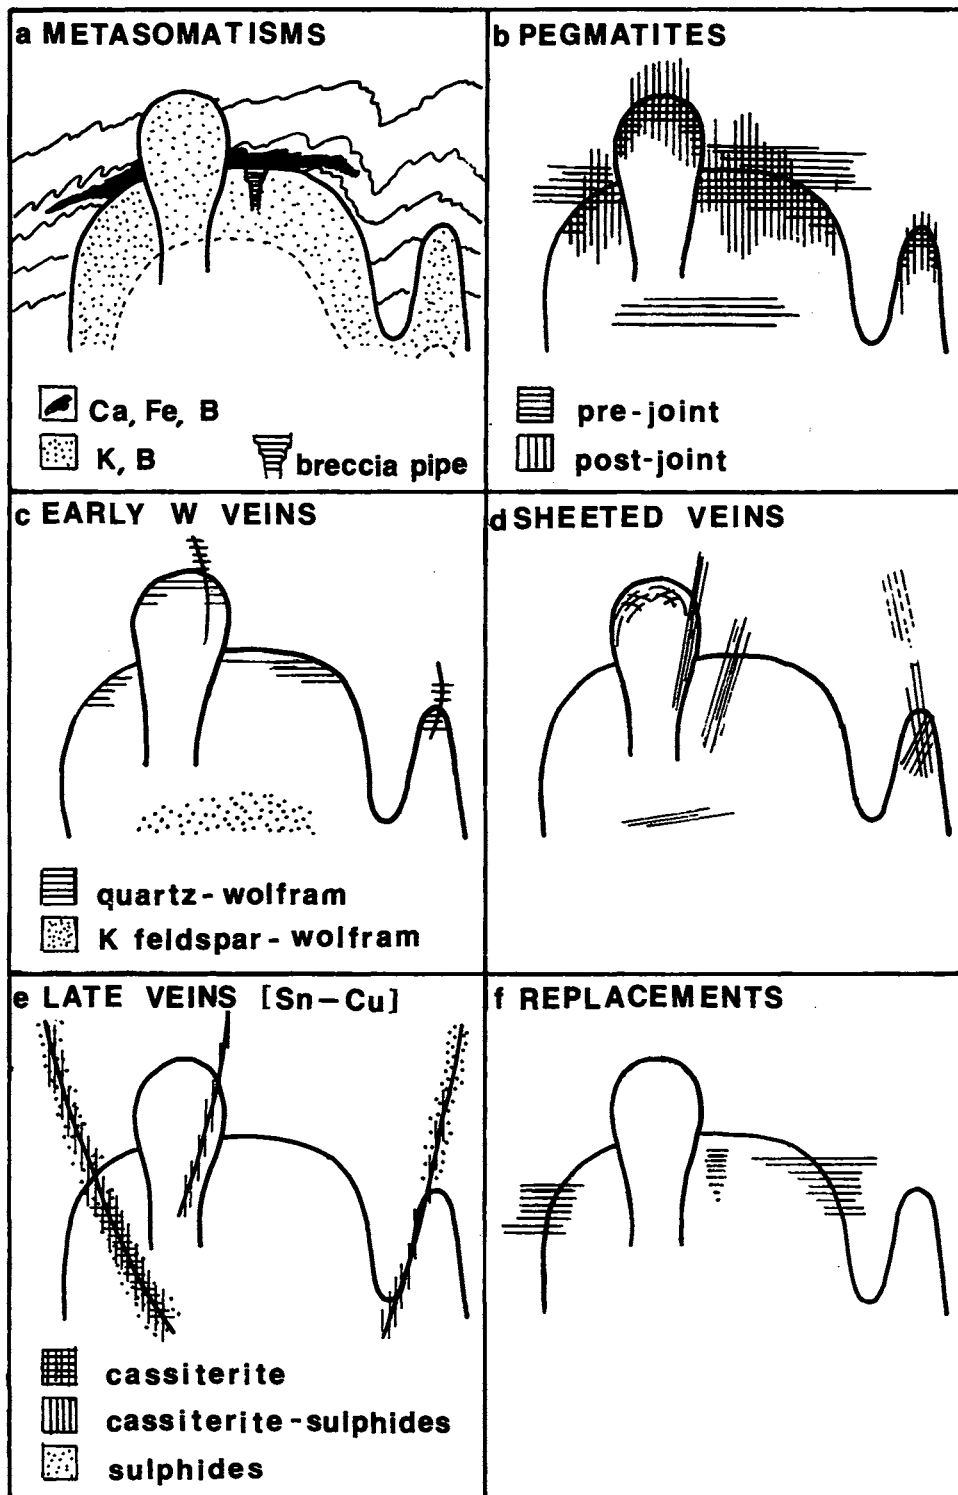 a METASOMATISMS
Ca, Fe, B
K, B
breccia pipe
b PEGMATITES
pre-joint
post-joint
c EARLY W VEINS
quartz-wolfram
K feldspar-wolfram
d SHEETED VEINS
e LATE VEINS [Sn-Cu]
cassiterite
cassiterite-sulphides
sulphides
f REPLACEMENTS